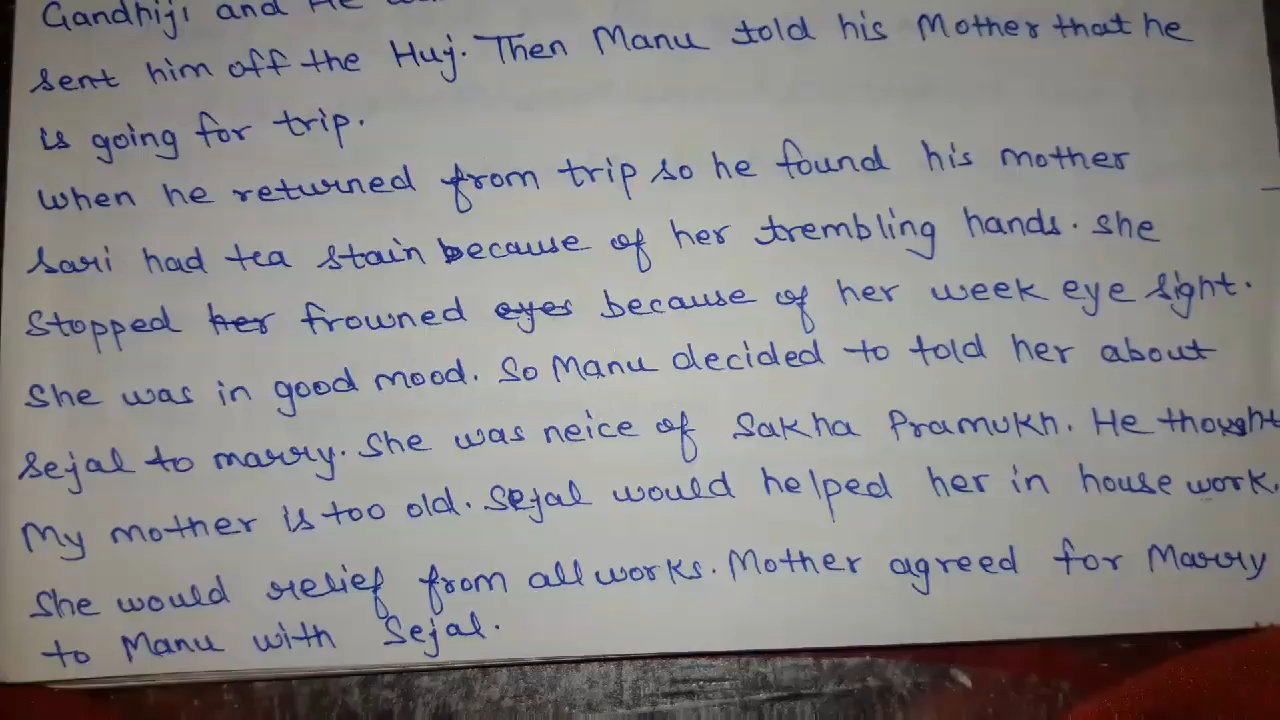 Gandhiji and He
sent him off the Huj. Then Manu told his Mother that he
is going for trip.
when he returned from trip so he found his mother
sari had tea stain because of her trembling hands. she
stopped her frowned eyes because of her week eye sight.
she was in good mood. so Manu decided to told her about
sejal to marry. she was neice of Sakha Pramukh. He thought
My mother is too old. Sejal would helped her in house work.
she would relief from all works. Mother agreed for Marry
to Manu with Sejal.